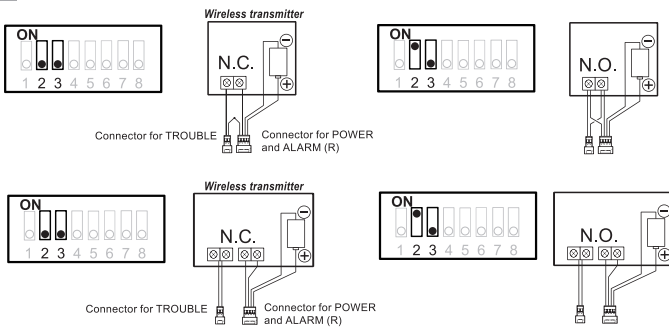 Wireless transmitter
ON
1 2 3 4 5 6 7 8
N.C.
ON
1 2 3 4 5 6 7 8
N.O.
Connector for TROUBLE
Connector for POWER
and ALARM (R)
Wireless transmitter
ON
1 2 3 4 5 6 7 8
N.C.
ON
1 2 3 4 5 6 7 8
N.O.
Connector for TROUBLE
Connector for POWER
and ALARM (R)